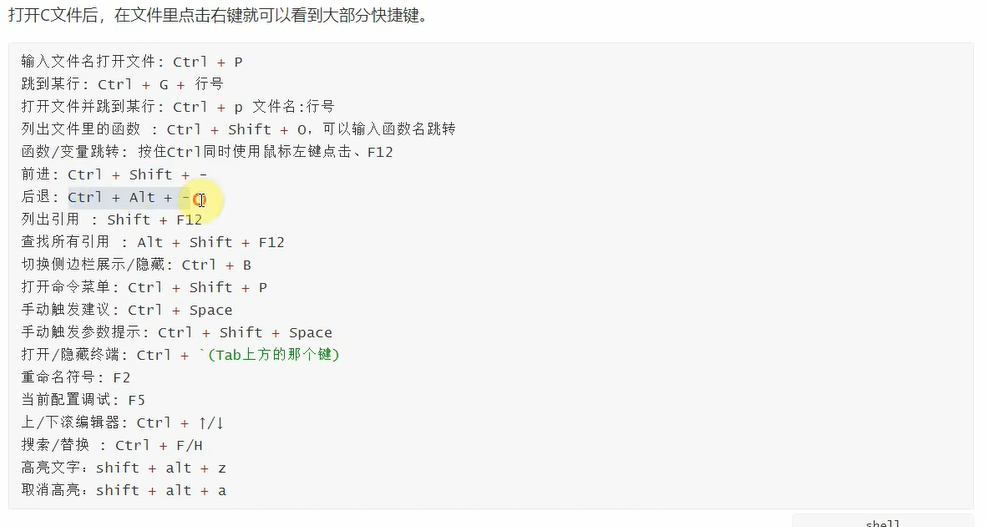 打开C文件后，在文件里点击右键就可以看到大部分快捷键。
输入文件名打开文件: Ctrl + P
跳到某行: Ctrl + G + 行号
打开文件并跳到某行: Ctrl + p 文件名:行号
列出文件里的函数 : Ctrl + Shift + O，可以输入函数名跳转
函数/变量跳转: 按住Ctrl同时使用鼠标左键点击、F12
前进: Ctrl + Shift + -
后退: Ctrl + Alt + -
列出引用 : Shift + F12
查找所有引用 : Alt + Shift + F12
切换侧边栏展示/隐藏: Ctrl + B
打开命令菜单: Ctrl + Shift + P
手动触发建议: Ctrl + Space
手动触发参数提示: Ctrl + Shift + Space
打开/隐藏终端: Ctrl + `(Tab上方的那个键)
重命名符号: F2
当前配置调试: F5
上/下滚编辑器: Ctrl + ↑/↓
搜索/替换 : Ctrl + F/H
高亮文字：shift + alt + z
取消高亮：shift + alt + a
shell